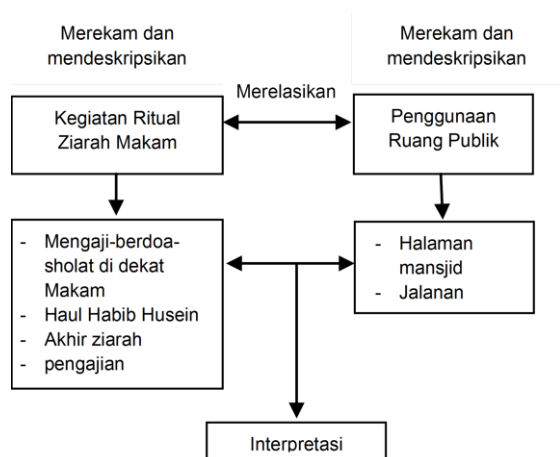 Merekam dan
mendeskripsikan
Merekam dan
mendeskripsikan
Merelasikan
Kegiatan Ritual
Ziarah Makam
Penggunaan
Ruang Publik
- Mengaji-berdoa-
sholat di dekat
Makam
- Haul Habib Husein
- Akhir ziarah
- pengajian
- Halaman
mansjid
- Jalanan
Interpretasi